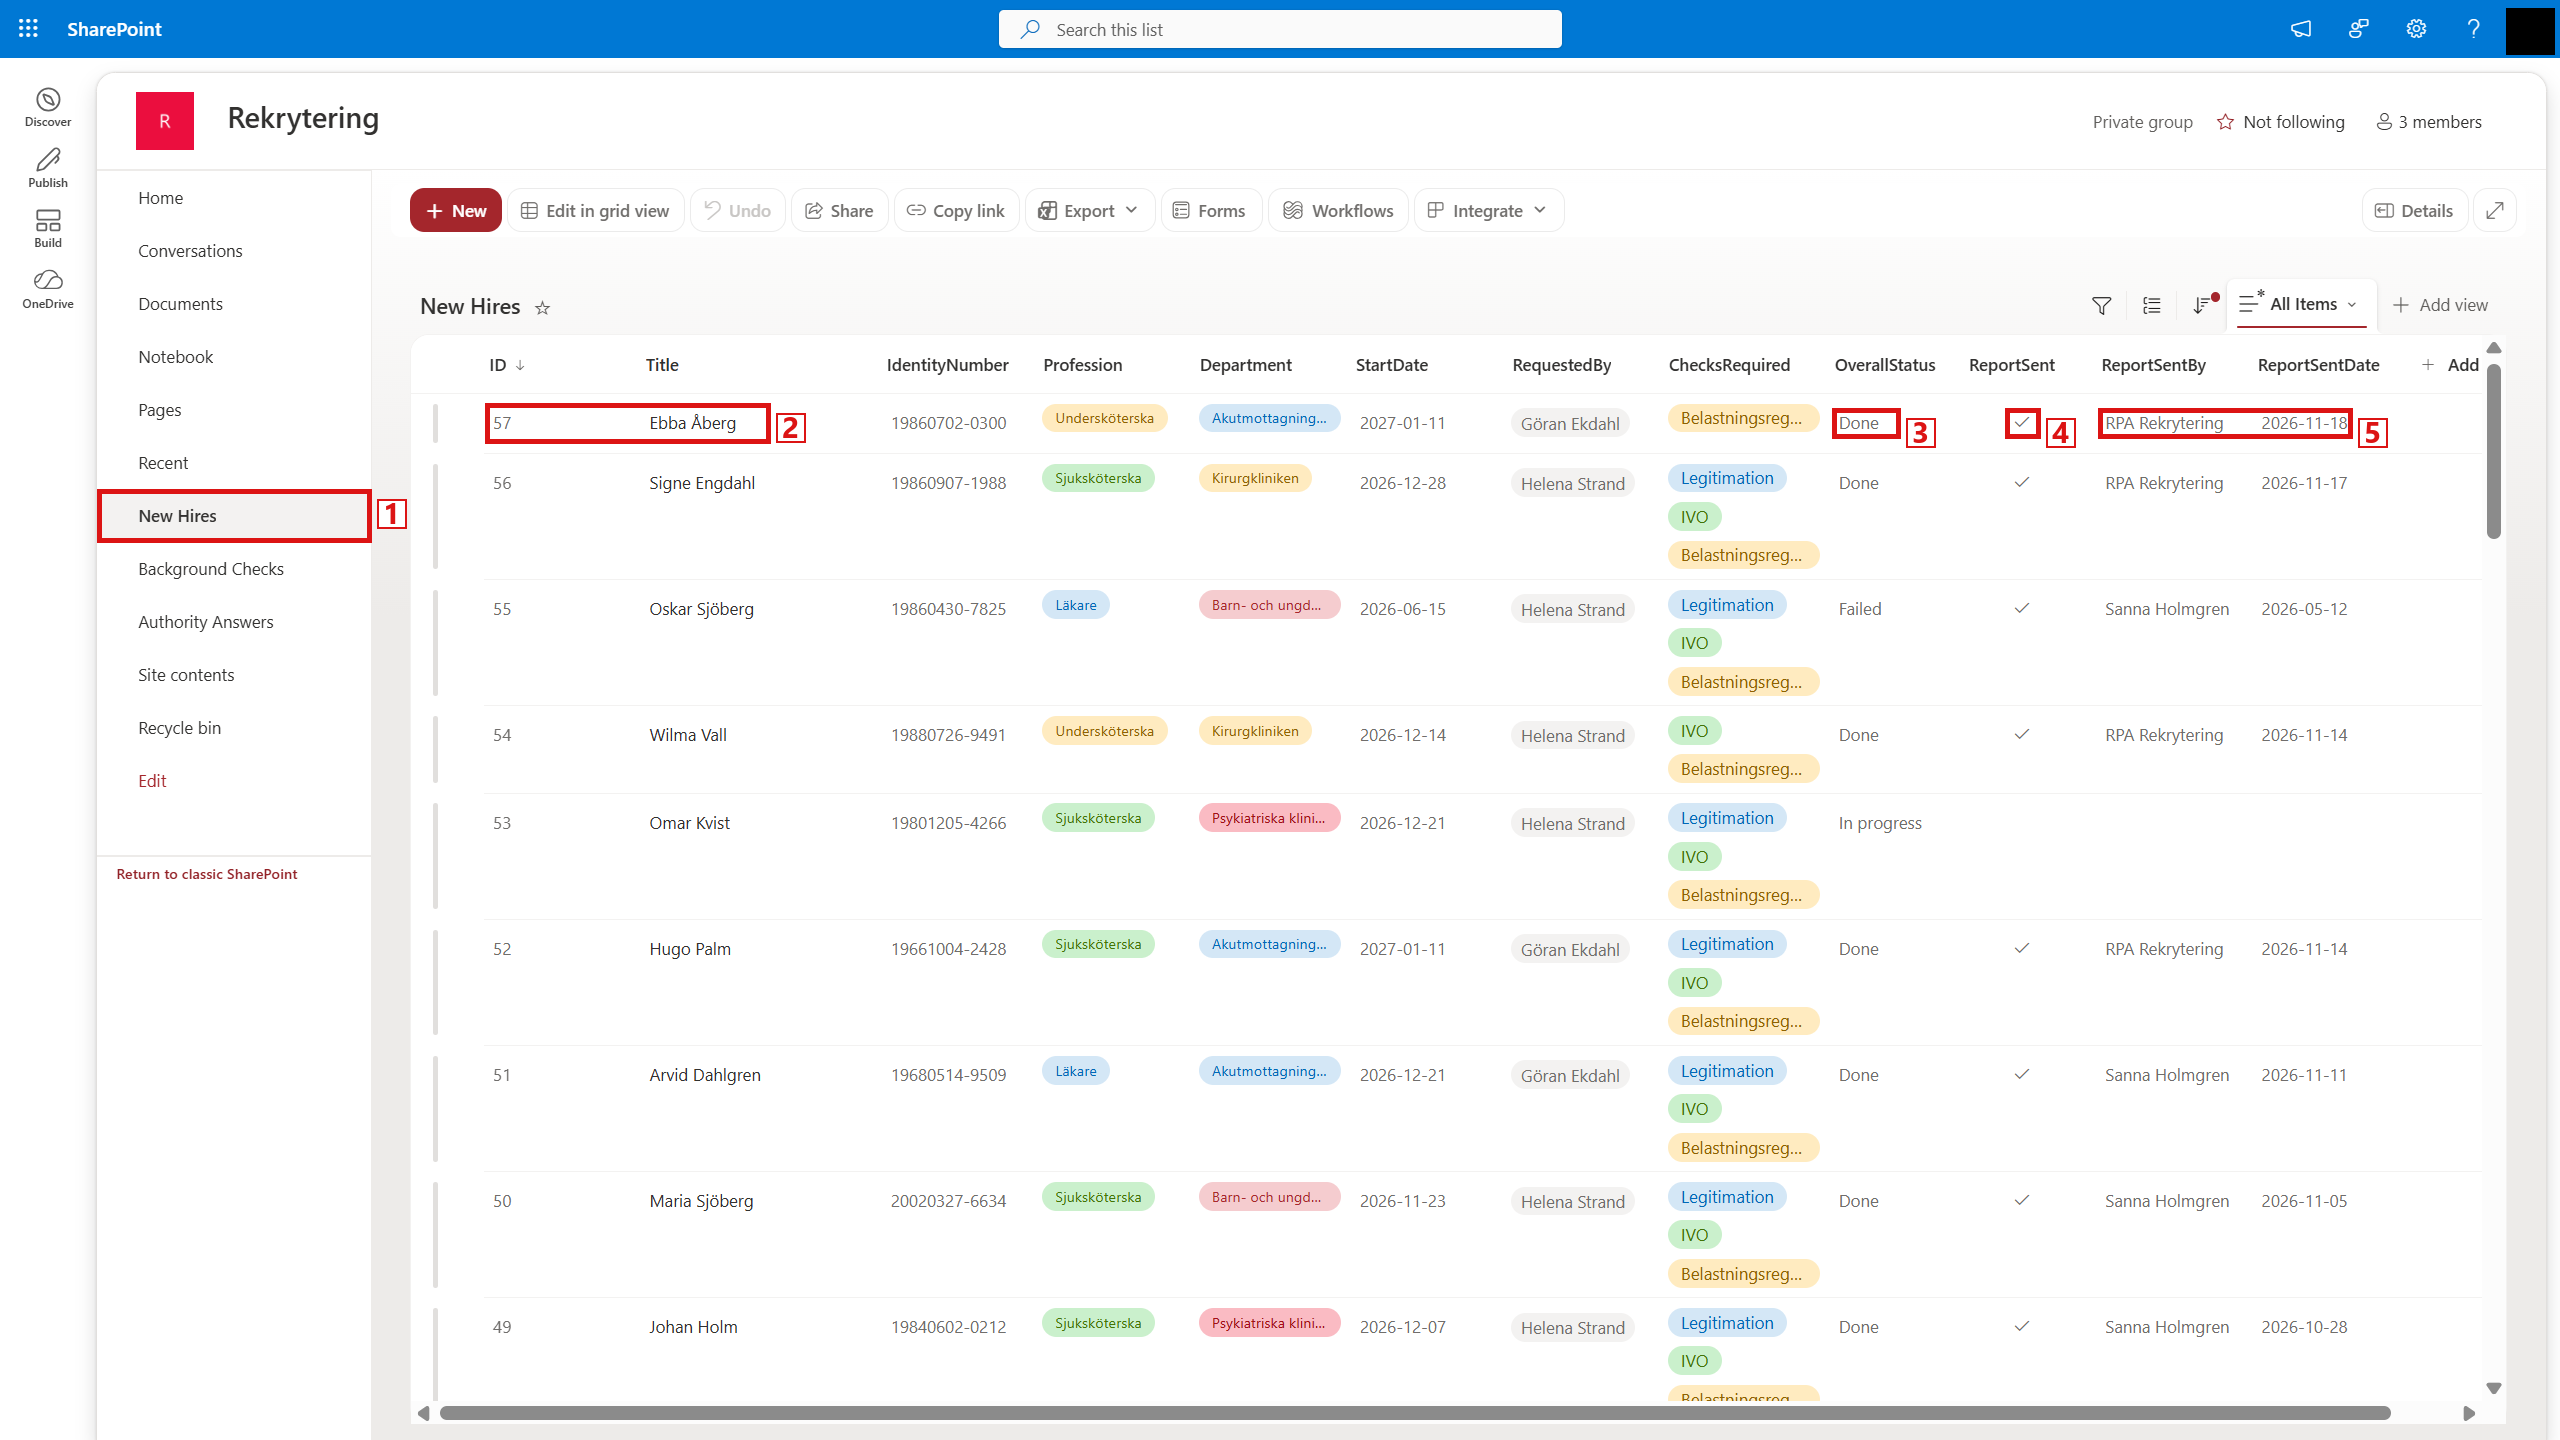 SharePoint
Search this list
?
Discover
Publish
Build
OneDrive
R
Rekrytering
Private group
Not following
3 members
Home
Conversations
Documents
Notebook
Pages
Recent
New Hires
1
Background Checks
Authority Answers
Site contents
Recycle bin
Edit
Return to classic SharePoint
+ New
Edit in grid view
Undo
Share
Copy link
Export
Forms
Workflows
Integrate
Details
New Hires
All Items
+ Add view
ID Title IdentityNumber Profession Department StartDate RequestedBy ChecksRequired OverallStatus ReportSent ReportSentBy ReportSentDate + Add
57 Ebba Åberg 2 19860702-0300 Undersköterska Akutmottagning... 2027-01-11 Göran Ekdahl Belastningsreg... Done 3 4 RPA Rekrytering 2026-11-18 5
56 Signe Engdahl 19860907-1988 Sjuksköterska Kirurgkliniken 2026-12-28 Helena Strand Legitimation Done RPA Rekrytering 2026-11-17
IVO
Belastningsreg...
55 Oskar Sjöberg 19860430-7825 Läkare Barn- och ungd... 2026-06-15 Helena Strand Legitimation Failed Sanna Holmgren 2026-05-12
IVO
Belastningsreg...
54 Wilma Vall 19880726-9491 Undersköterska Kirurgkliniken 2026-12-14 Helena Strand IVO Done RPA Rekrytering 2026-11-14
Belastningsreg...
53 Omar Kvist 19801205-4266 Sjuksköterska Psykiatriska klini... 2026-12-21 Helena Strand Legitimation In progress
IVO
Belastningsreg...
52 Hugo Palm 19661004-2428 Sjuksköterska Akutmottagning... 2027-01-11 Göran Ekdahl Legitimation Done RPA Rekrytering 2026-11-14
IVO
Belastningsreg...
51 Arvid Dahlgren 19680514-9509 Läkare Akutmottagning... 2026-12-21 Göran Ekdahl Legitimation Done Sanna Holmgren 2026-11-11
IVO
Belastningsreg...
50 Maria Sjöberg 20020327-6634 Sjuksköterska Barn- och ungd... 2026-11-23 Helena Strand Legitimation Done Sanna Holmgren 2026-11-05
IVO
Belastningsreg...
49 Johan Holm 19840602-0212 Sjuksköterska Psykiatriska klini... 2026-12-07 Helena Strand Legitimation Done Sanna Holmgren 2026-10-28
IVO
Belastningsreg...